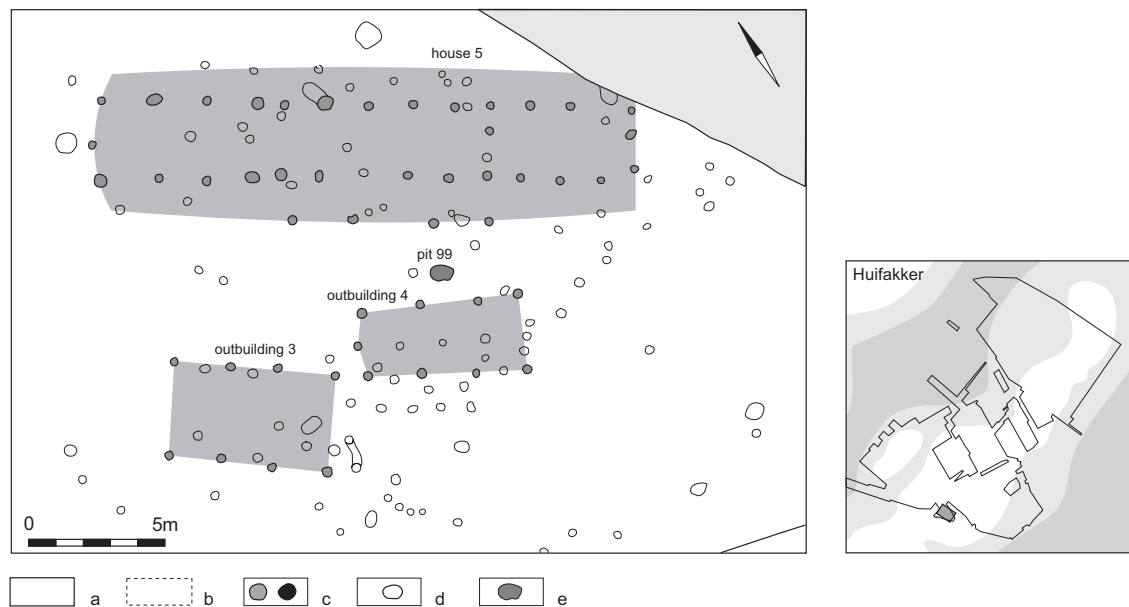 house 5
pit 99
outbuilding 4
outbuilding 3
0 5m
Huifakker
a b c d e